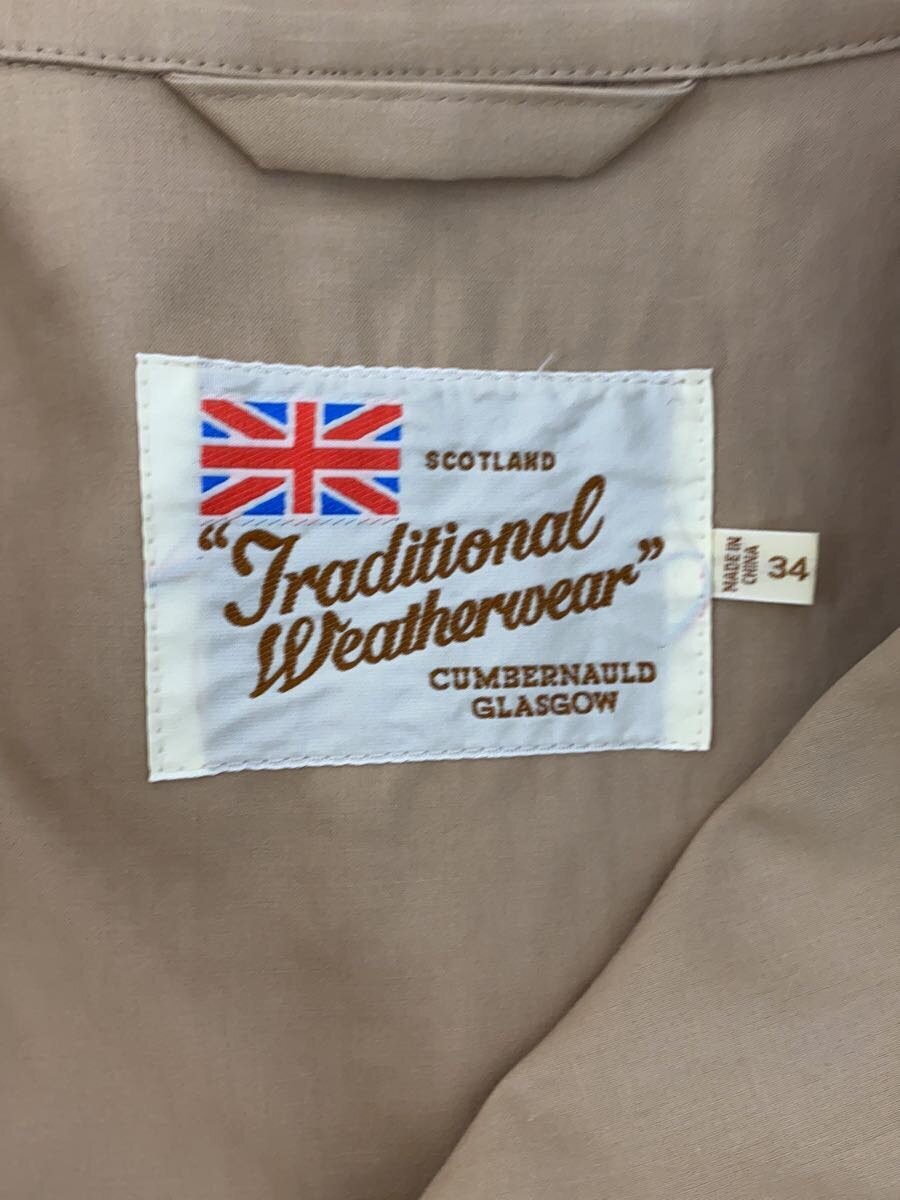 SCOTLAND
"Traditional
Weatherwear"
CUMBERNAULD
GLASGOW
MADE IN
CHINA
34